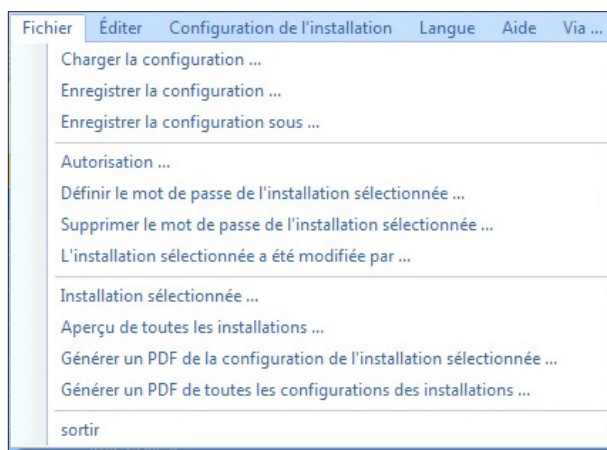 Fichier Éditer Configuration de l'installation Langue Aide Via ...
Charger la configuration ...
Enregistrer la configuration ...
Enregistrer la configuration sous ...
Autorisation ...
Définir le mot de passe de l'installation sélectionnée ...
Supprimer le mot de passe de l'installation sélectionnée ...
L'installation sélectionnée a été modifiée par ...
Installation sélectionnée ...
Aperçu de toutes les installations ...
Générer un PDF de la configuration de l'installation sélectionnée ...
Générer un PDF de toutes les configurations des installations ...
sortir